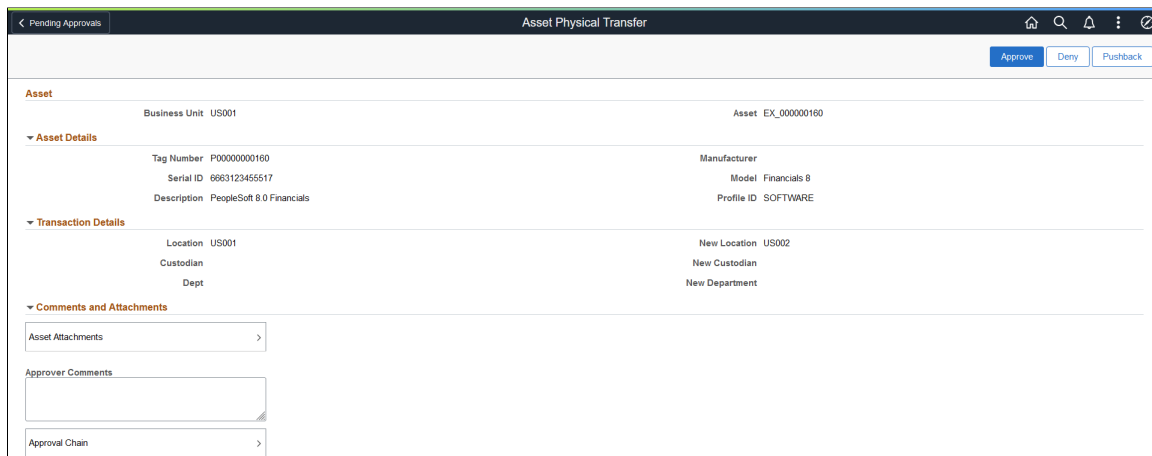 Pending Approvals Asset Physical Transfer
Approve Deny Pushback
Asset
Business Unit US001 Asset EX_000000160
Asset Details
Tag Number P00000000160 Manufacturer
Serial ID 6663123455517 Model Financials 8
Description PeopleSoft 8.0 Financials Profile ID SOFTWARE
Transaction Details
Location US001 New Location US002
Custodian New Custodian
Dept New Department
Comments and Attachments
Asset Attachments
Approver Comments
Approval Chain